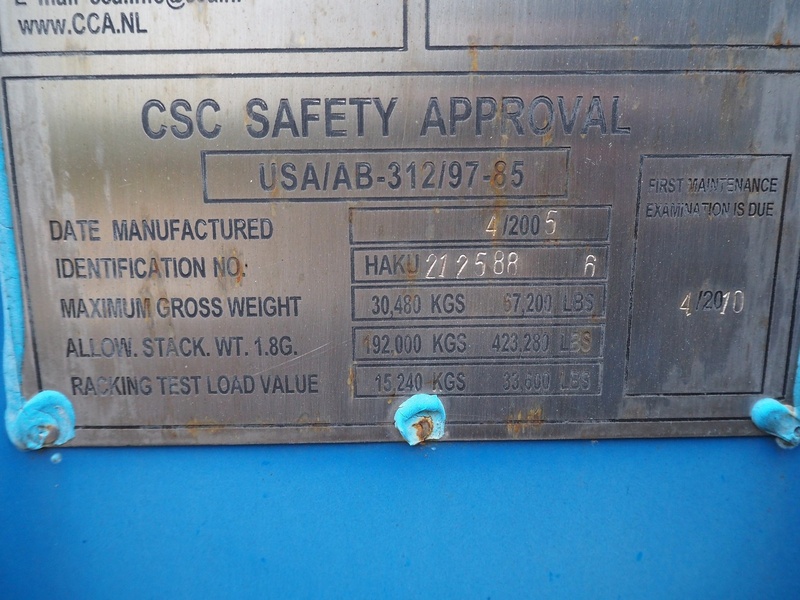 WWW.CCA.NL
CSC SAFETY APPROVAL
USA/AB-312/97-85
FIRST MAINTENANCE
EXAMINATION IS DUE
4/2010
DATE MANUFACTURED 4/2005
IDENTIFICATION NO.: HAKU 212588 6
MAXIMUM GROSS WEIGHT 30,480 KGS 67,200 LBS
ALLOW. STACK. WT. 1.8G. 192,000 KGS 423,280 LBS
RACKING TEST LOAD VALUE 15,240 KGS 33,600 LBS